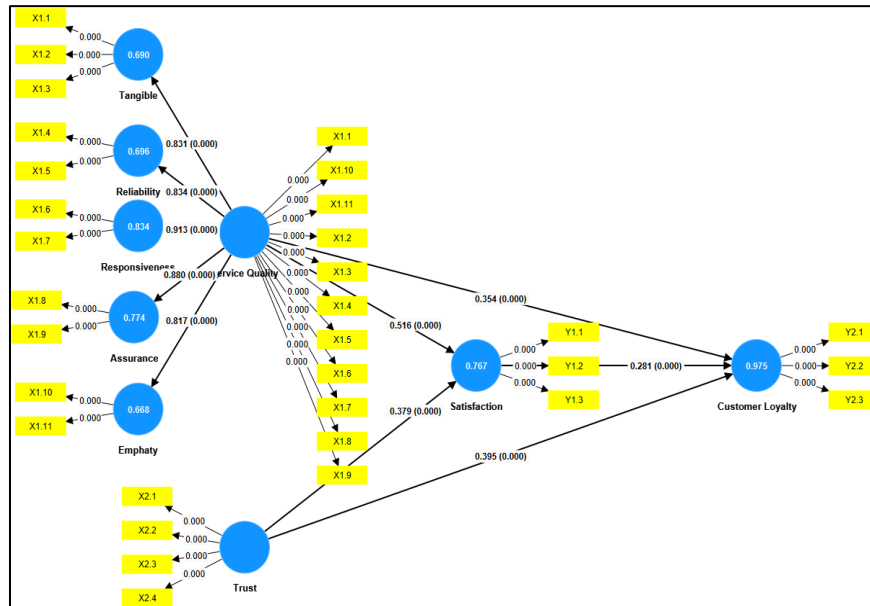 X1.1
0.000
X1.2
0.000
X1.3
0.000
0.690
Tangible
X1.4
0.000
X1.5
0.000
0.696
Reliability
X1.6
0.000
X1.7
0.000
0.834
Responsiveness
X1.8
0.000
X1.9
0.000
0.774
Assurance
X1.10
0.000
X1.11
0.000
0.668
Emphaty
0.831 (0.000)
0.834 (0.000)
0.913 (0.000)
0.880 (0.000)
0.817 (0.000)
ervice Quality
0.000
0.000
0.000
0.000
0.000
0.000
0.000
0.000
0.000
0.000
0.000
X1.1
X1.10
X1.11
X1.2
X1.3
X1.4
X1.5
X1.6
X1.7
X1.8
X1.9
0.354 (0.000)
0.516 (0.000)
0.379 (0.000)
0.395 (0.000)
0.767
Satisfaction
0.000
Y1.1
0.000
Y1.2
0.000
Y1.3
0.281 (0.000)
0.975
Customer Loyalty
0.000
Y2.1
0.000
Y2.2
0.000
Y2.3
X2.1
0.000
X2.2
0.000
X2.3
0.000
X2.4
0.000
Trust